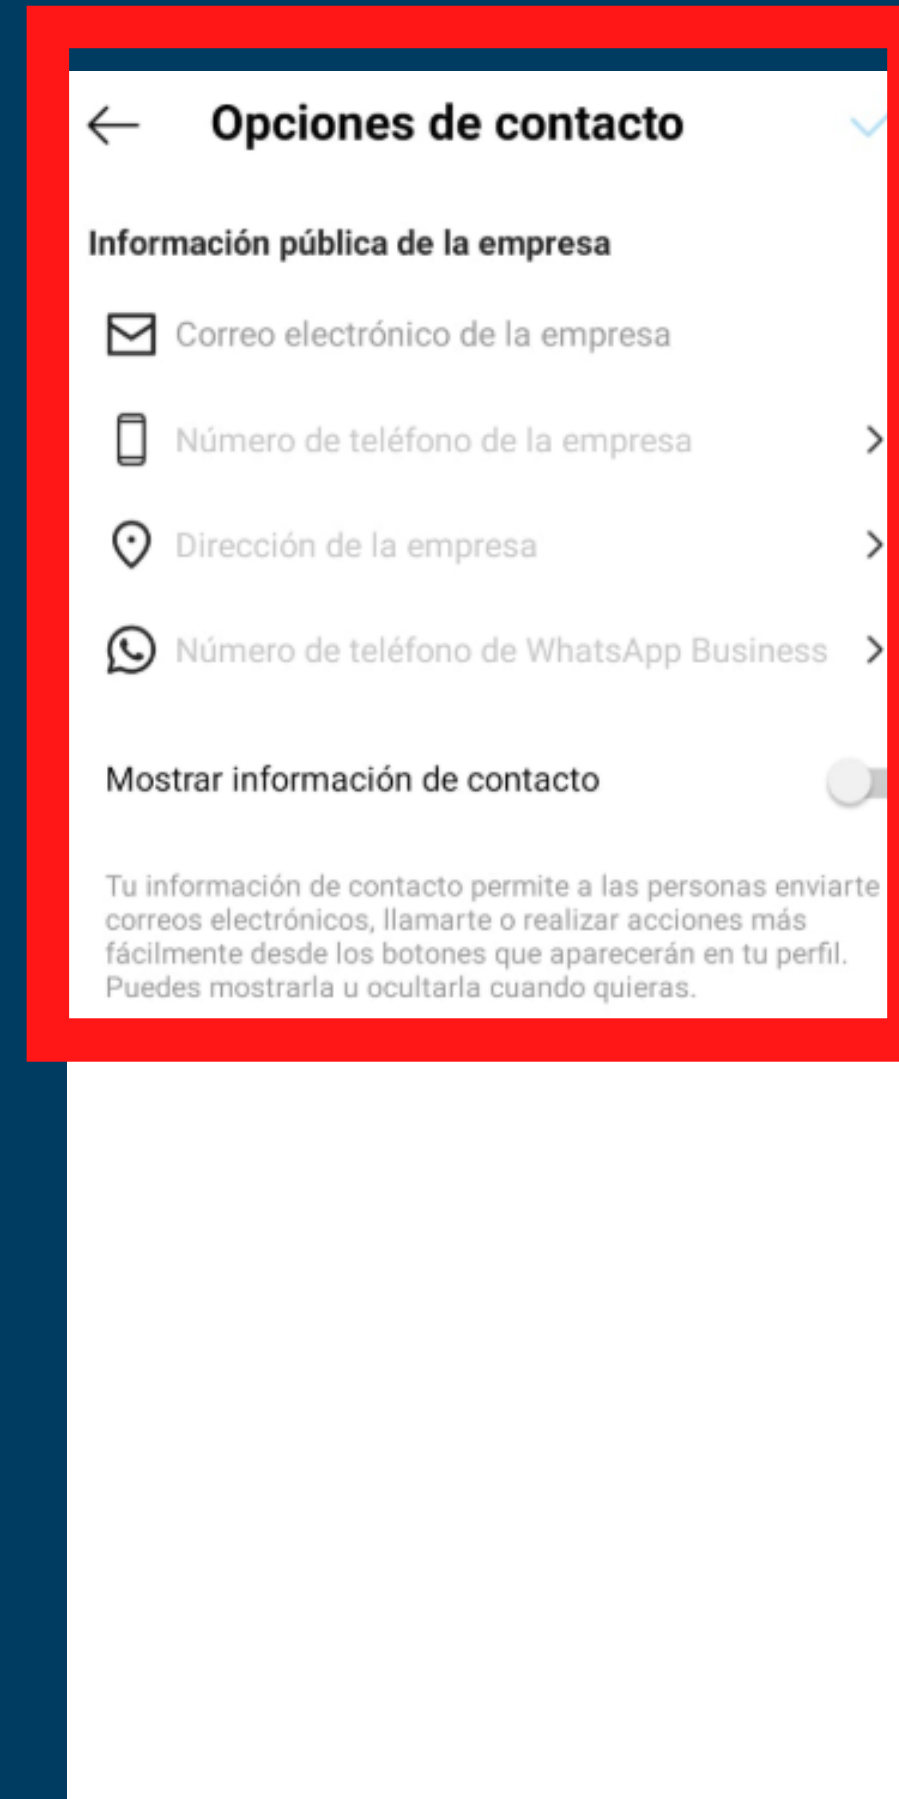 Opciones de contacto
Información pública de la empresa
Correo electrónico de la empresa
Número de teléfono de la empresa
Dirección de la empresa
Número de teléfono de WhatsApp Business
Mostrar información de contacto
Tu información de contacto permite a las personas enviarte
correos electrónicos, llamarte o realizar acciones más
fácilmente desde los botones que aparecerán en tu perfil.
Puedes mostrarla u ocultarla cuando quieras.